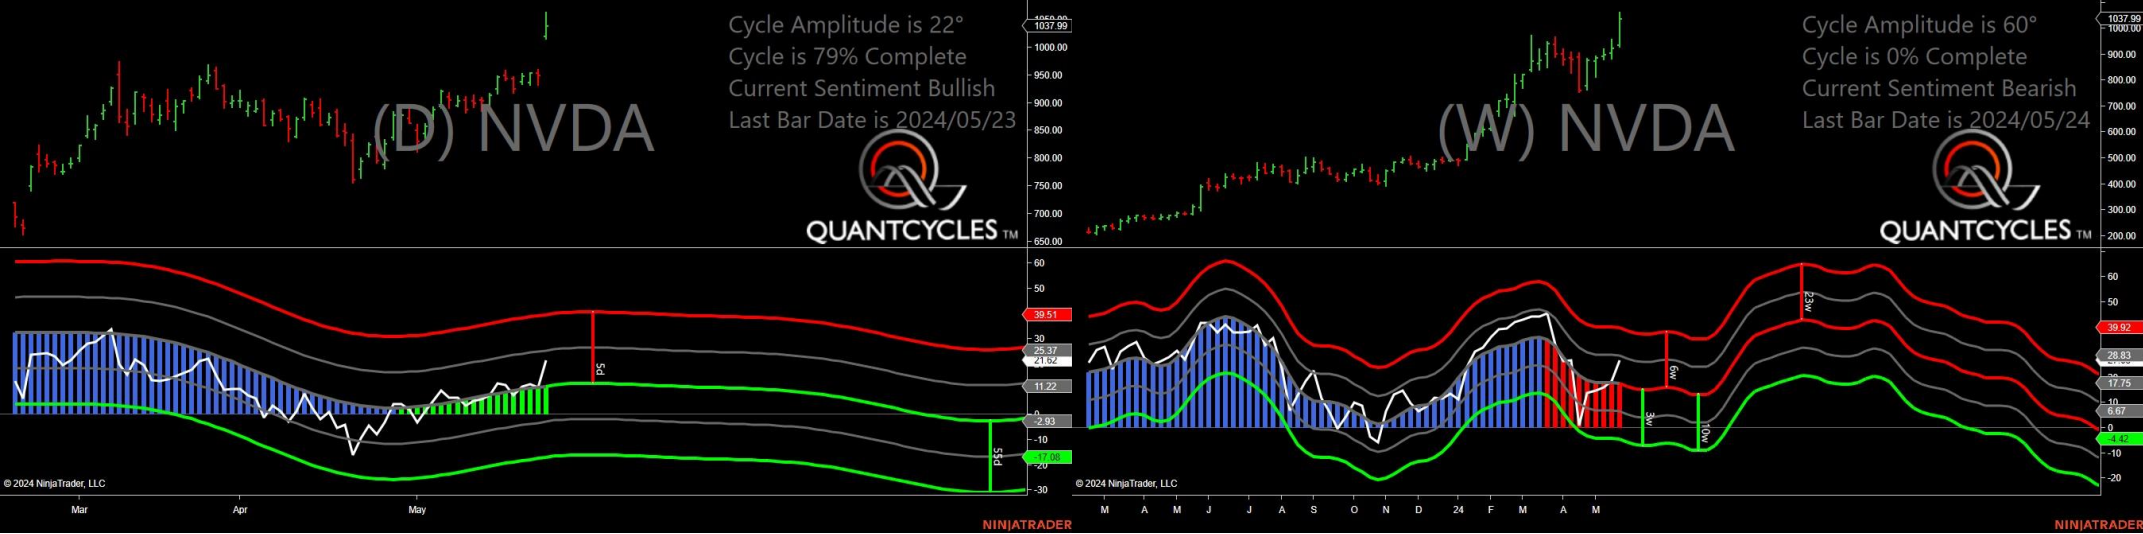 Cycle Amplitude is 22°
Cycle is 79% Complete
Current Sentiment Bullish
Last Bar Date is 2024/05/23
(D) NVDA
QUANTCYCLES TM
1037.99
1000.00
950.00
900.00
850.00
800.00
750.00
700.00
650.00
60
50
39.51
30
25.37
21.62
11.22
0
-2.93
-10
-17.08
-20
-30
5d
55d
© 2024 NinjaTrader, LLC
Mar
Apr
May
NINJATRADER
Cycle Amplitude is 60°
Cycle is 0% Complete
Current Sentiment Bearish
Last Bar Date is 2024/05/24
(W) NVDA
QUANTCYCLES TM
1037.99
1000.00
900.00
800.00
700.00
600.00
500.00
400.00
300.00
200.00
60
50
39.92
28.83
17.75
10
6.67
0
-4.42
-10
-20
23w
6w
3w
10w
© 2024 NinjaTrader, LLC
M A M J J A S O N D 24 F M A M
NINJATRADER